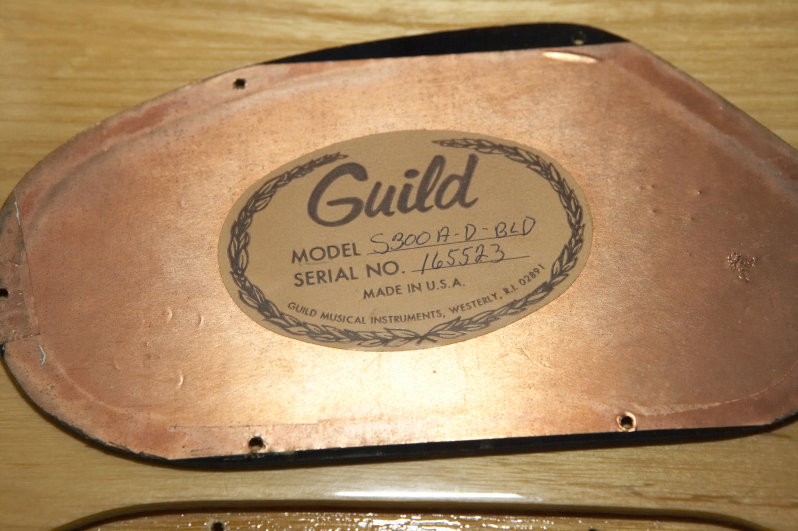 Guild
MODEL S300A-D-BLD
SERIAL NO. 165523
MADE IN U.S.A.
GUILD MUSICAL INSTRUMENTS, WESTERLY, R.I. 02891